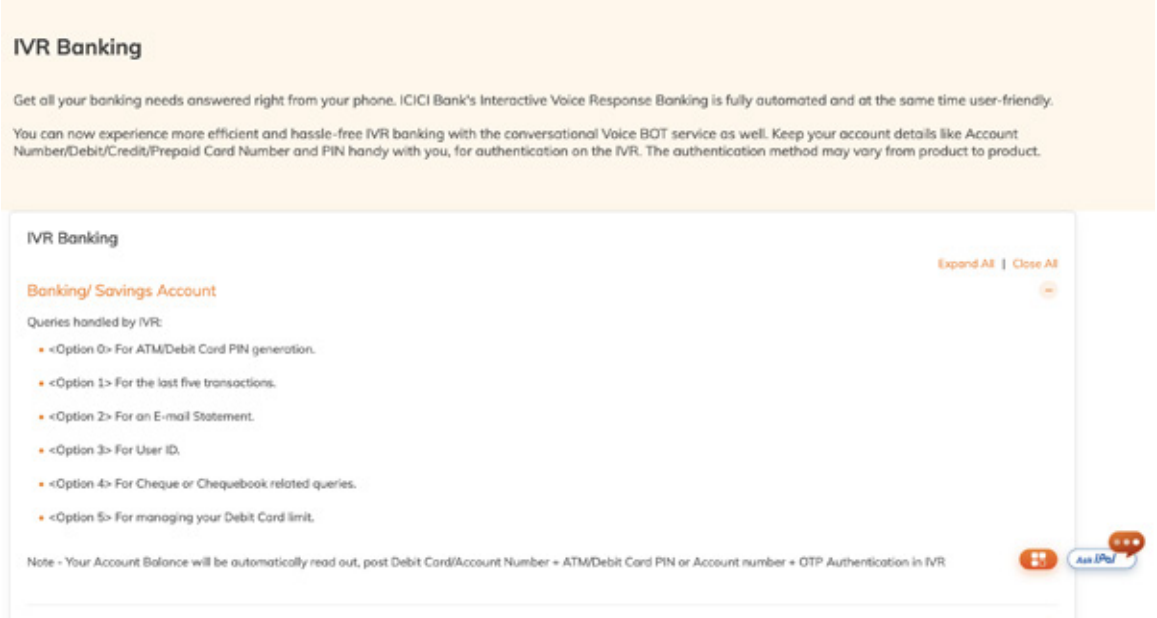 IVR Banking
Get all your banking needs answered right from your phone. ICICI Bank's Interactive Voice Response Banking is fully automated and at the same time user-friendly.
You can now experience more efficient and hassle-free IVR banking with the conversational Voice BOT service as well. Keep your account details like Account
Number/Debit/Credit/Prepaid Card Number and PIN handy with you, for authentication on the IVR. The authentication method may vary from product to product.
IVR Banking
Expand All | Close All
Banking/ Savings Account
Queries handled by IVR:
• <Option 0> For ATM/Debit Card PIN generation.
• <Option 1> For the last five transactions.
• <Option 2> For an E-mail Statement.
• <Option 3> For User ID.
• <Option 4> For Cheque or Chequebook related queries.
• <Option 5> For managing your Debit Card limit.
Note - Your Account Balance will be automatically read out, post Debit Card/Account Number + ATM/Debit Card PIN or Account number + OTP Authentication in IVR
Ask iPal